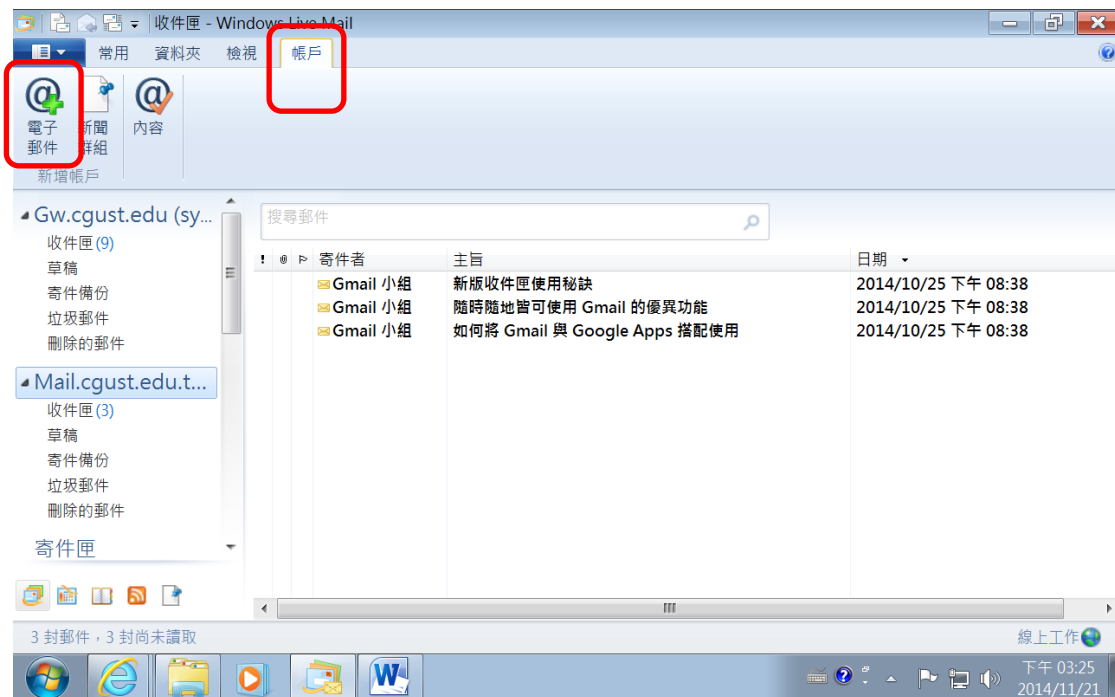 收件匣 - Windows Live Mail
常用 資料夾 檢視 帳戶
電子郵件
新聞群組
內容
新增帳戶
Gw.cgust.edu (sy...
收件匣 (9)
草稿
寄件備份
垃圾郵件
刪除的郵件
Mail.cgust.edu.t...
收件匣 (3)
草稿
寄件備份
垃圾郵件
刪除的郵件
寄件匣
搜尋郵件
! 寄件者 主旨 日期
Gmail 小組 新版收件匣使用秘訣 2014/10/25 下午 08:38
Gmail 小組 隨時隨地皆可使用 Gmail 的優異功能 2014/10/25 下午 08:38
Gmail 小組 如何將 Gmail 與 Google Apps 搭配使用 2014/10/25 下午 08:38
3 封郵件，3 封尚未讀取
線上工作
下午 03:25
2014/11/21